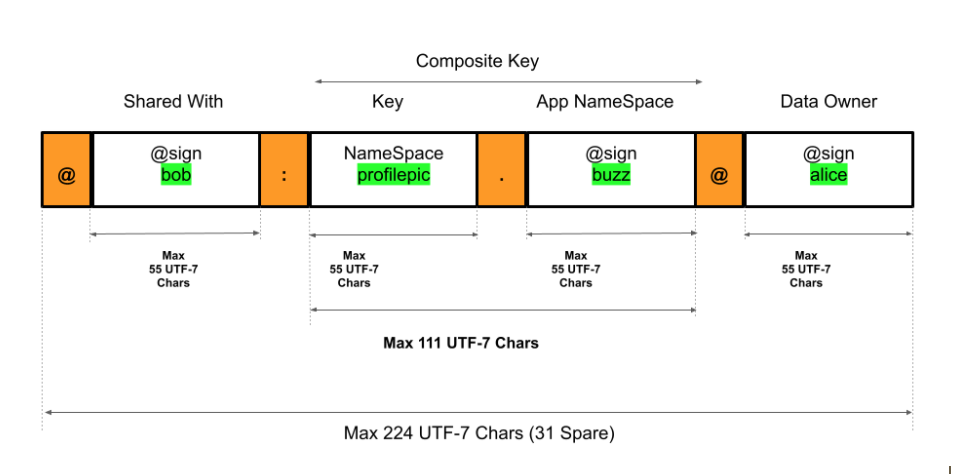 Composite Key
Shared With
Key
App NameSpace
Data Owner
@
@sign
bob
:
NameSpace
profilepic
.
@sign
buzz
@
@sign
alice
Max
55 UTF-7
Chars
Max
55 UTF-7
Chars
Max
55 UTF-7
Chars
Max
55 UTF-7
Chars
Max 111 UTF-7 Chars
Max 224 UTF-7 Chars (31 Spare)